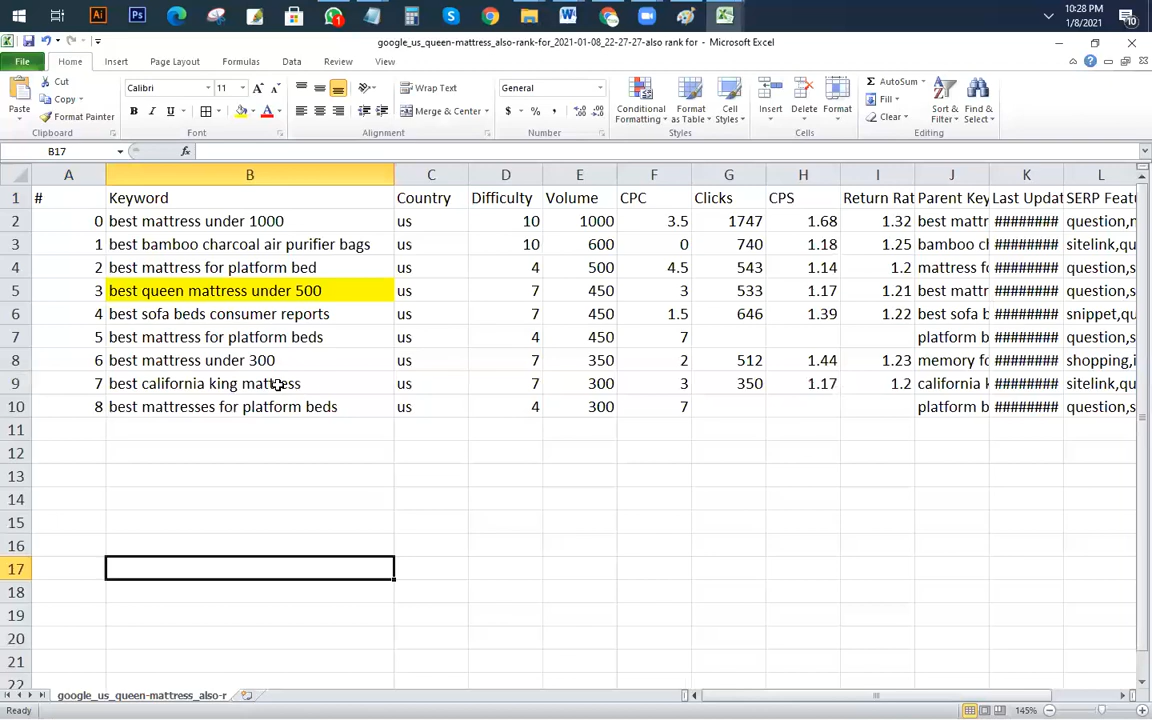 10:28 PM
1/8/2021
google_us_queen-mattress_also-rank-for_2021-01-08_22-27-27-also rank for - Microsoft Excel
File Home Insert Page Layout Formulas Data Review View
Paste Cut Copy Format Painter Clipboard
Calibri 11 B I U A A A Font
Wrap Text Merge & Center Alignment
General $ % , Number
Conditional Formatting Format as Table Cell Styles Styles
Insert Delete Format Cells
AutoSum Fill Clear Sort & Filter Find & Select Editing
B17 fx
A B C D E F G H I J K L
1 # Keyword Country Difficulty Volume CPC Clicks CPS Return Rat Parent Key Last Updat SERP Featu
2 0 best mattress under 1000 us 10 1000 3.5 1747 1.68 1.32 best mattr ######## question,n
3 1 best bamboo charcoal air purifier bags us 10 600 0 740 1.18 1.25 bamboo ch ######## sitelink,qu
4 2 best mattress for platform bed us 4 500 4.5 543 1.14 1.2 mattress fo ######## question,s
5 3 best queen mattress under 500 us 7 450 3 533 1.17 1.21 best mattr ######## question,s
6 4 best sofa beds consumer reports us 7 450 1.5 646 1.39 1.22 best sofa b ######## snippet,qu
7 5 best mattress for platform beds us 4 450 7 platform b ######## question,s
8 6 best mattress under 300 us 7 350 2 512 1.44 1.23 memory fo ######## shopping,i
9 7 best california king mattress us 7 300 3 350 1.17 1.2 california k ######## sitelink,qu
10 8 best mattresses for platform beds us 4 300 7 platform b ######## question,s
11
12
13
14
15
16
17
18
19
20
21
22
google_us_queen-mattress_also-r
Ready 145%